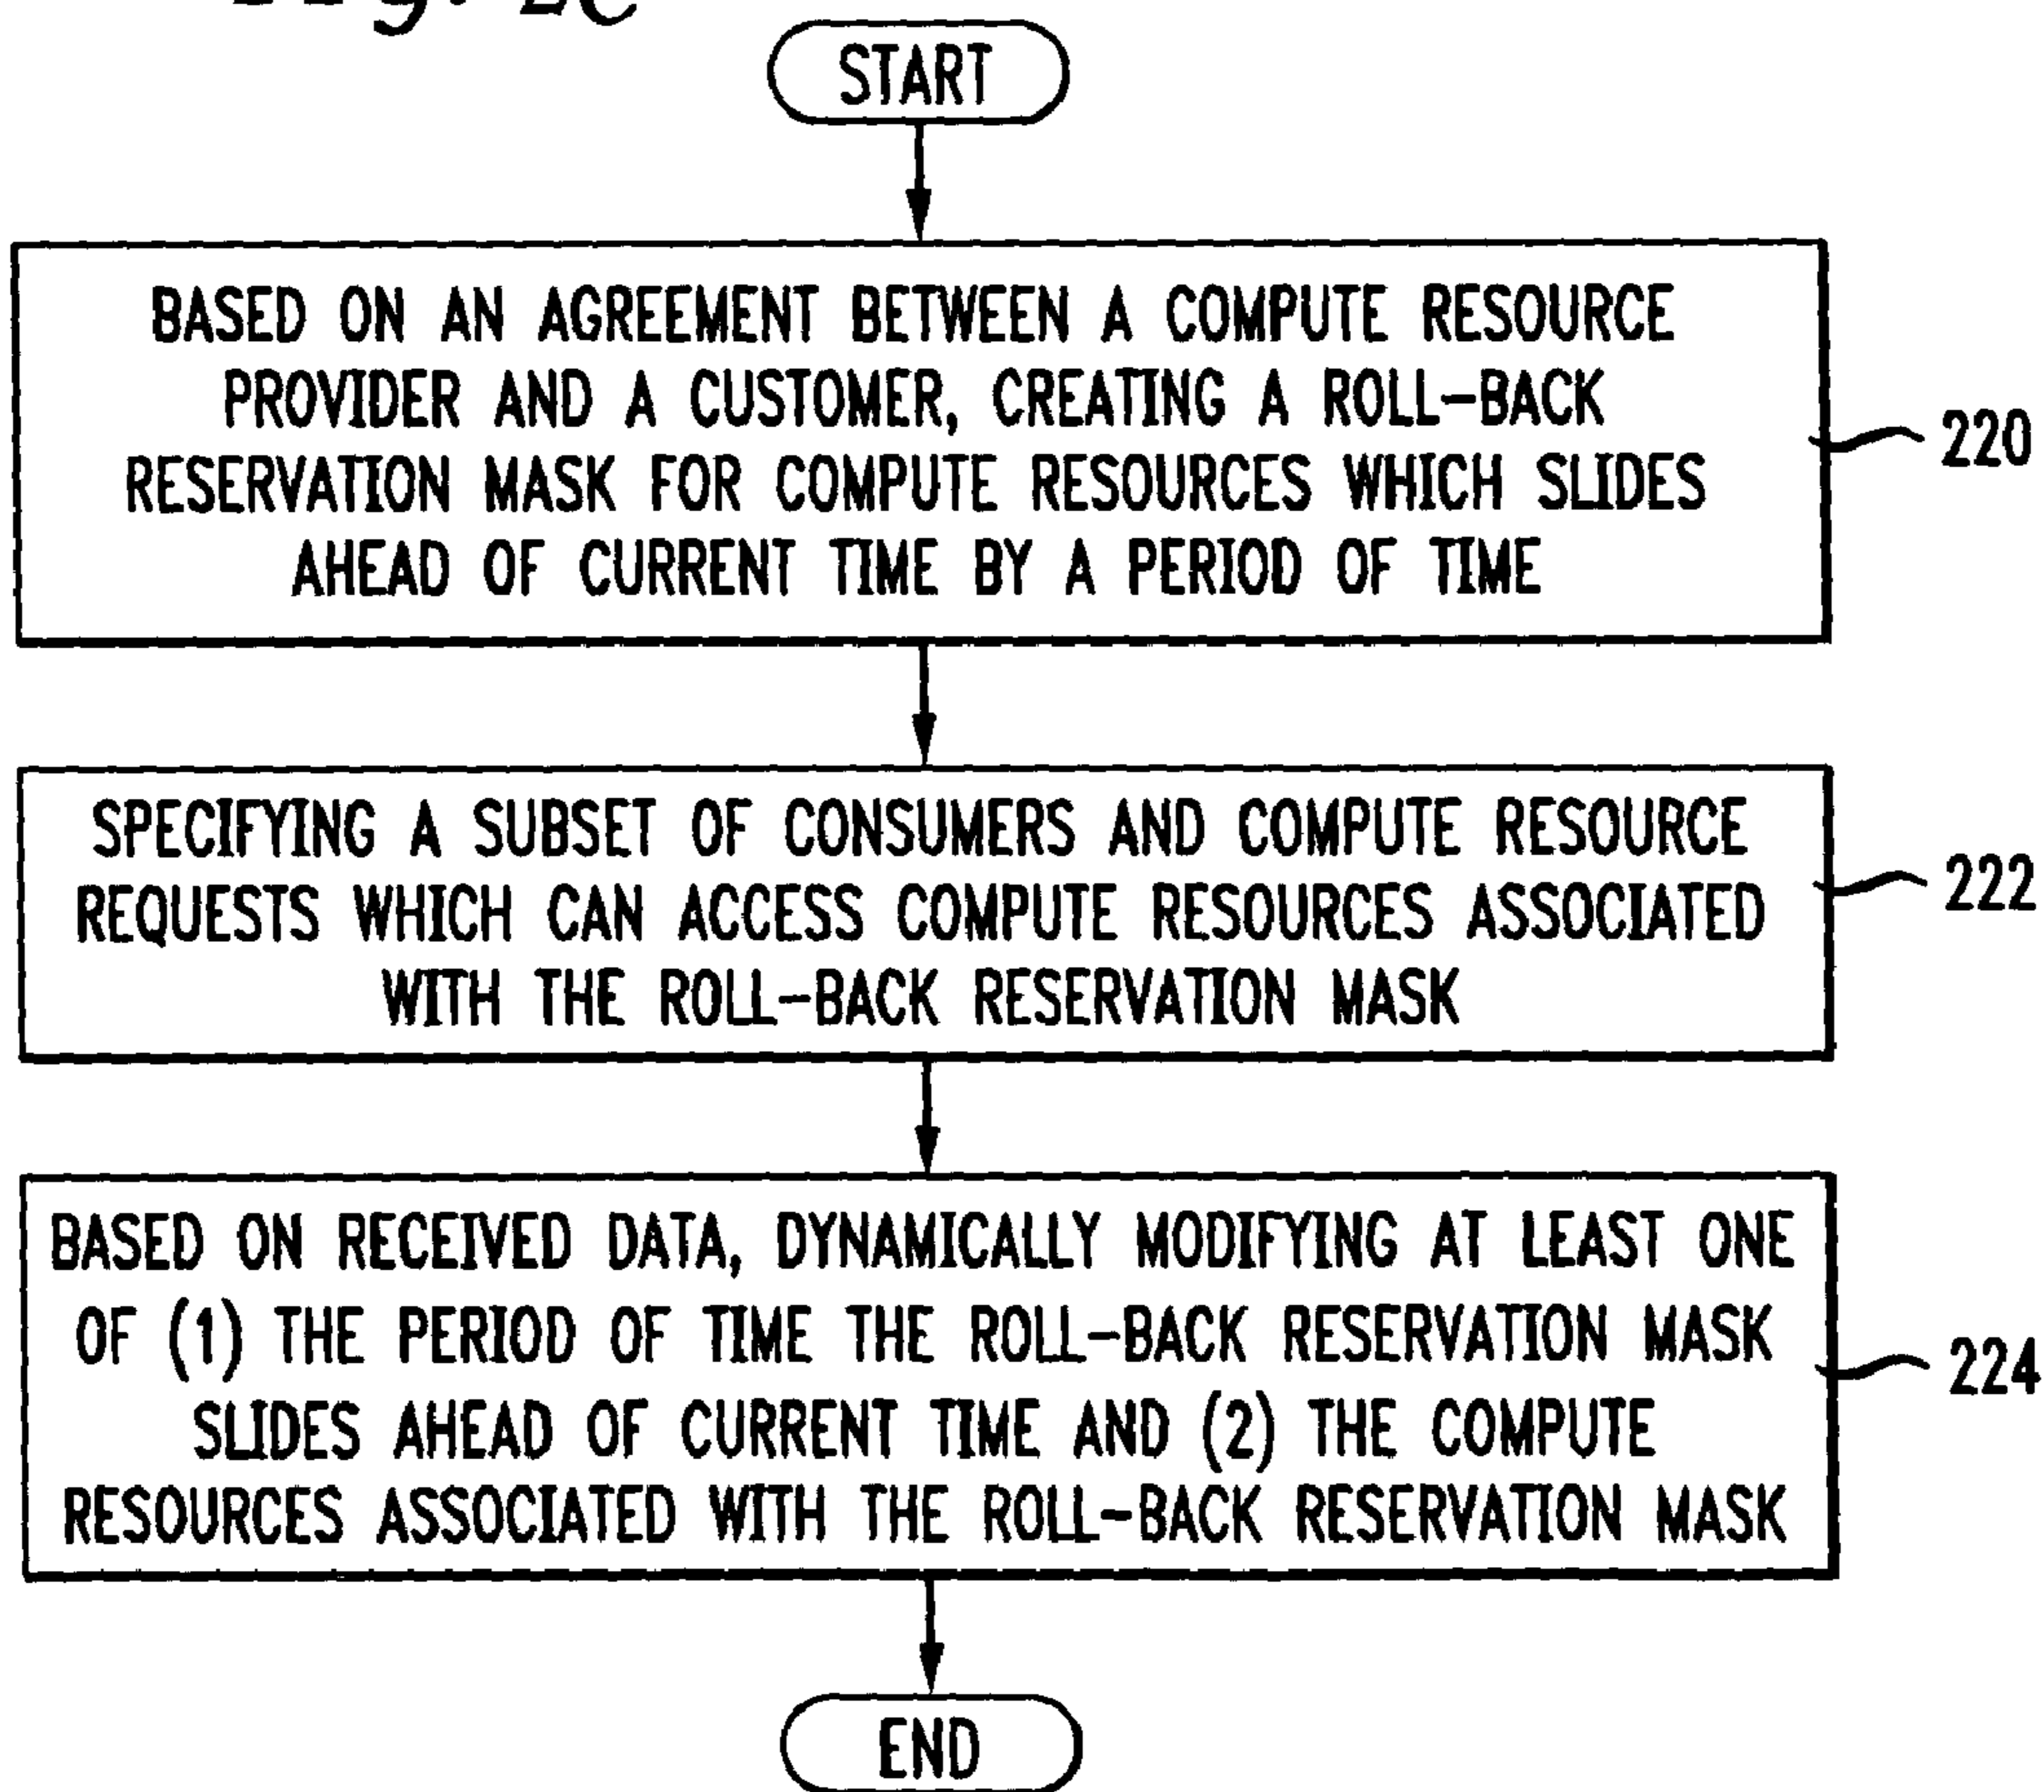 START
BASED ON AN AGREEMENT BETWEEN A COMPUTE RESOURCE
PROVIDER AND A CUSTOMER, CREATING A ROLL-BACK
RESERVATION MASK FOR COMPUTE RESOURCES WHICH SLIDES
AHEAD OF CURRENT TIME BY A PERIOD OF TIME
220
SPECIFYING A SUBSET OF CONSUMERS AND COMPUTE RESOURCE
REQUESTS WHICH CAN ACCESS COMPUTE RESOURCES ASSOCIATED
WITH THE ROLL-BACK RESERVATION MASK
222
BASED ON RECEIVED DATA, DYNAMICALLY MODIFYING AT LEAST ONE
OF (1) THE PERIOD OF TIME THE ROLL-BACK RESERVATION MASK
SLIDES AHEAD OF CURRENT TIME AND (2) THE COMPUTE
RESOURCES ASSOCIATED WITH THE ROLL-BACK RESERVATION MASK
224
END